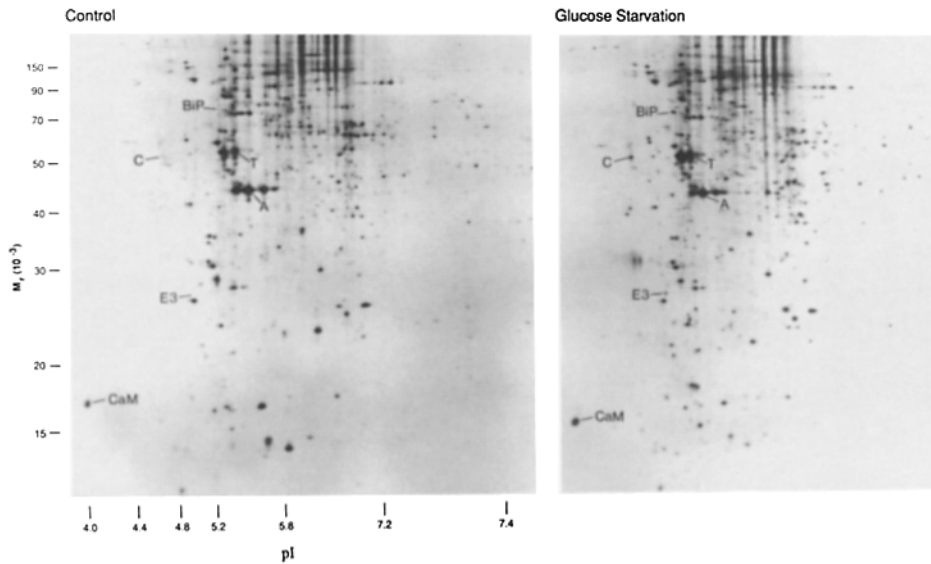 Control
Glucose Starvation
150
90
70
50
40
30
20
15
Mr (10 -3)
BiP
C
T
A
E3
CaM
BiP
C
T
A
E3
CaM
4.0 4.4 4.8 5.2 5.8 7.2 7.4
pI